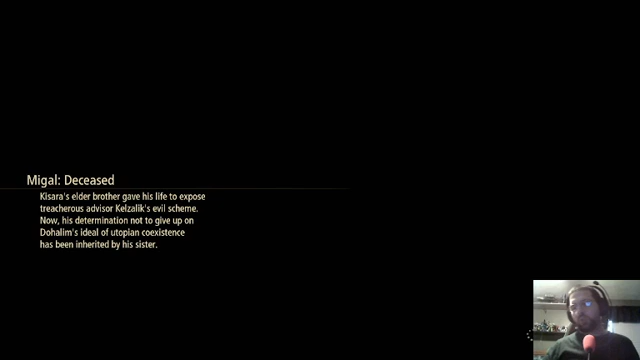 Migal: Deceased
Kisara's elder brother gave his life to expose
treacherous advisor Kelzalik's evil scheme.
Now, his determination not to give up on
Dohalim's ideal of utopian coexistence
has been inherited by his sister.